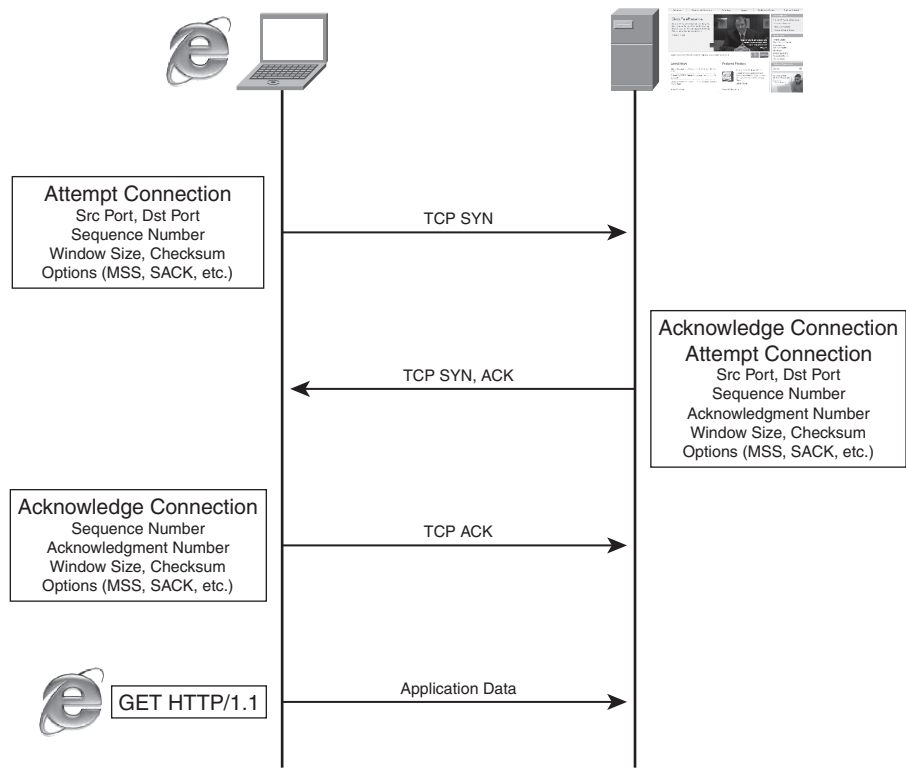 Attempt Connection
Src Port, Dst Port
Sequence Number
Window Size, Checksum
Options (MSS, SACK, etc.)
TCP SYN
Acknowledge Connection
Attempt Connection
Src Port, Dst Port
Sequence Number
Acknowledgment Number
Window Size, Checksum
Options (MSS, SACK, etc.)
TCP SYN, ACK
Acknowledge Connection
Sequence Number
Acknowledgment Number
Window Size, Checksum
Options (MSS, SACK, etc.)
TCP ACK
GET HTTP/1.1
Application Data